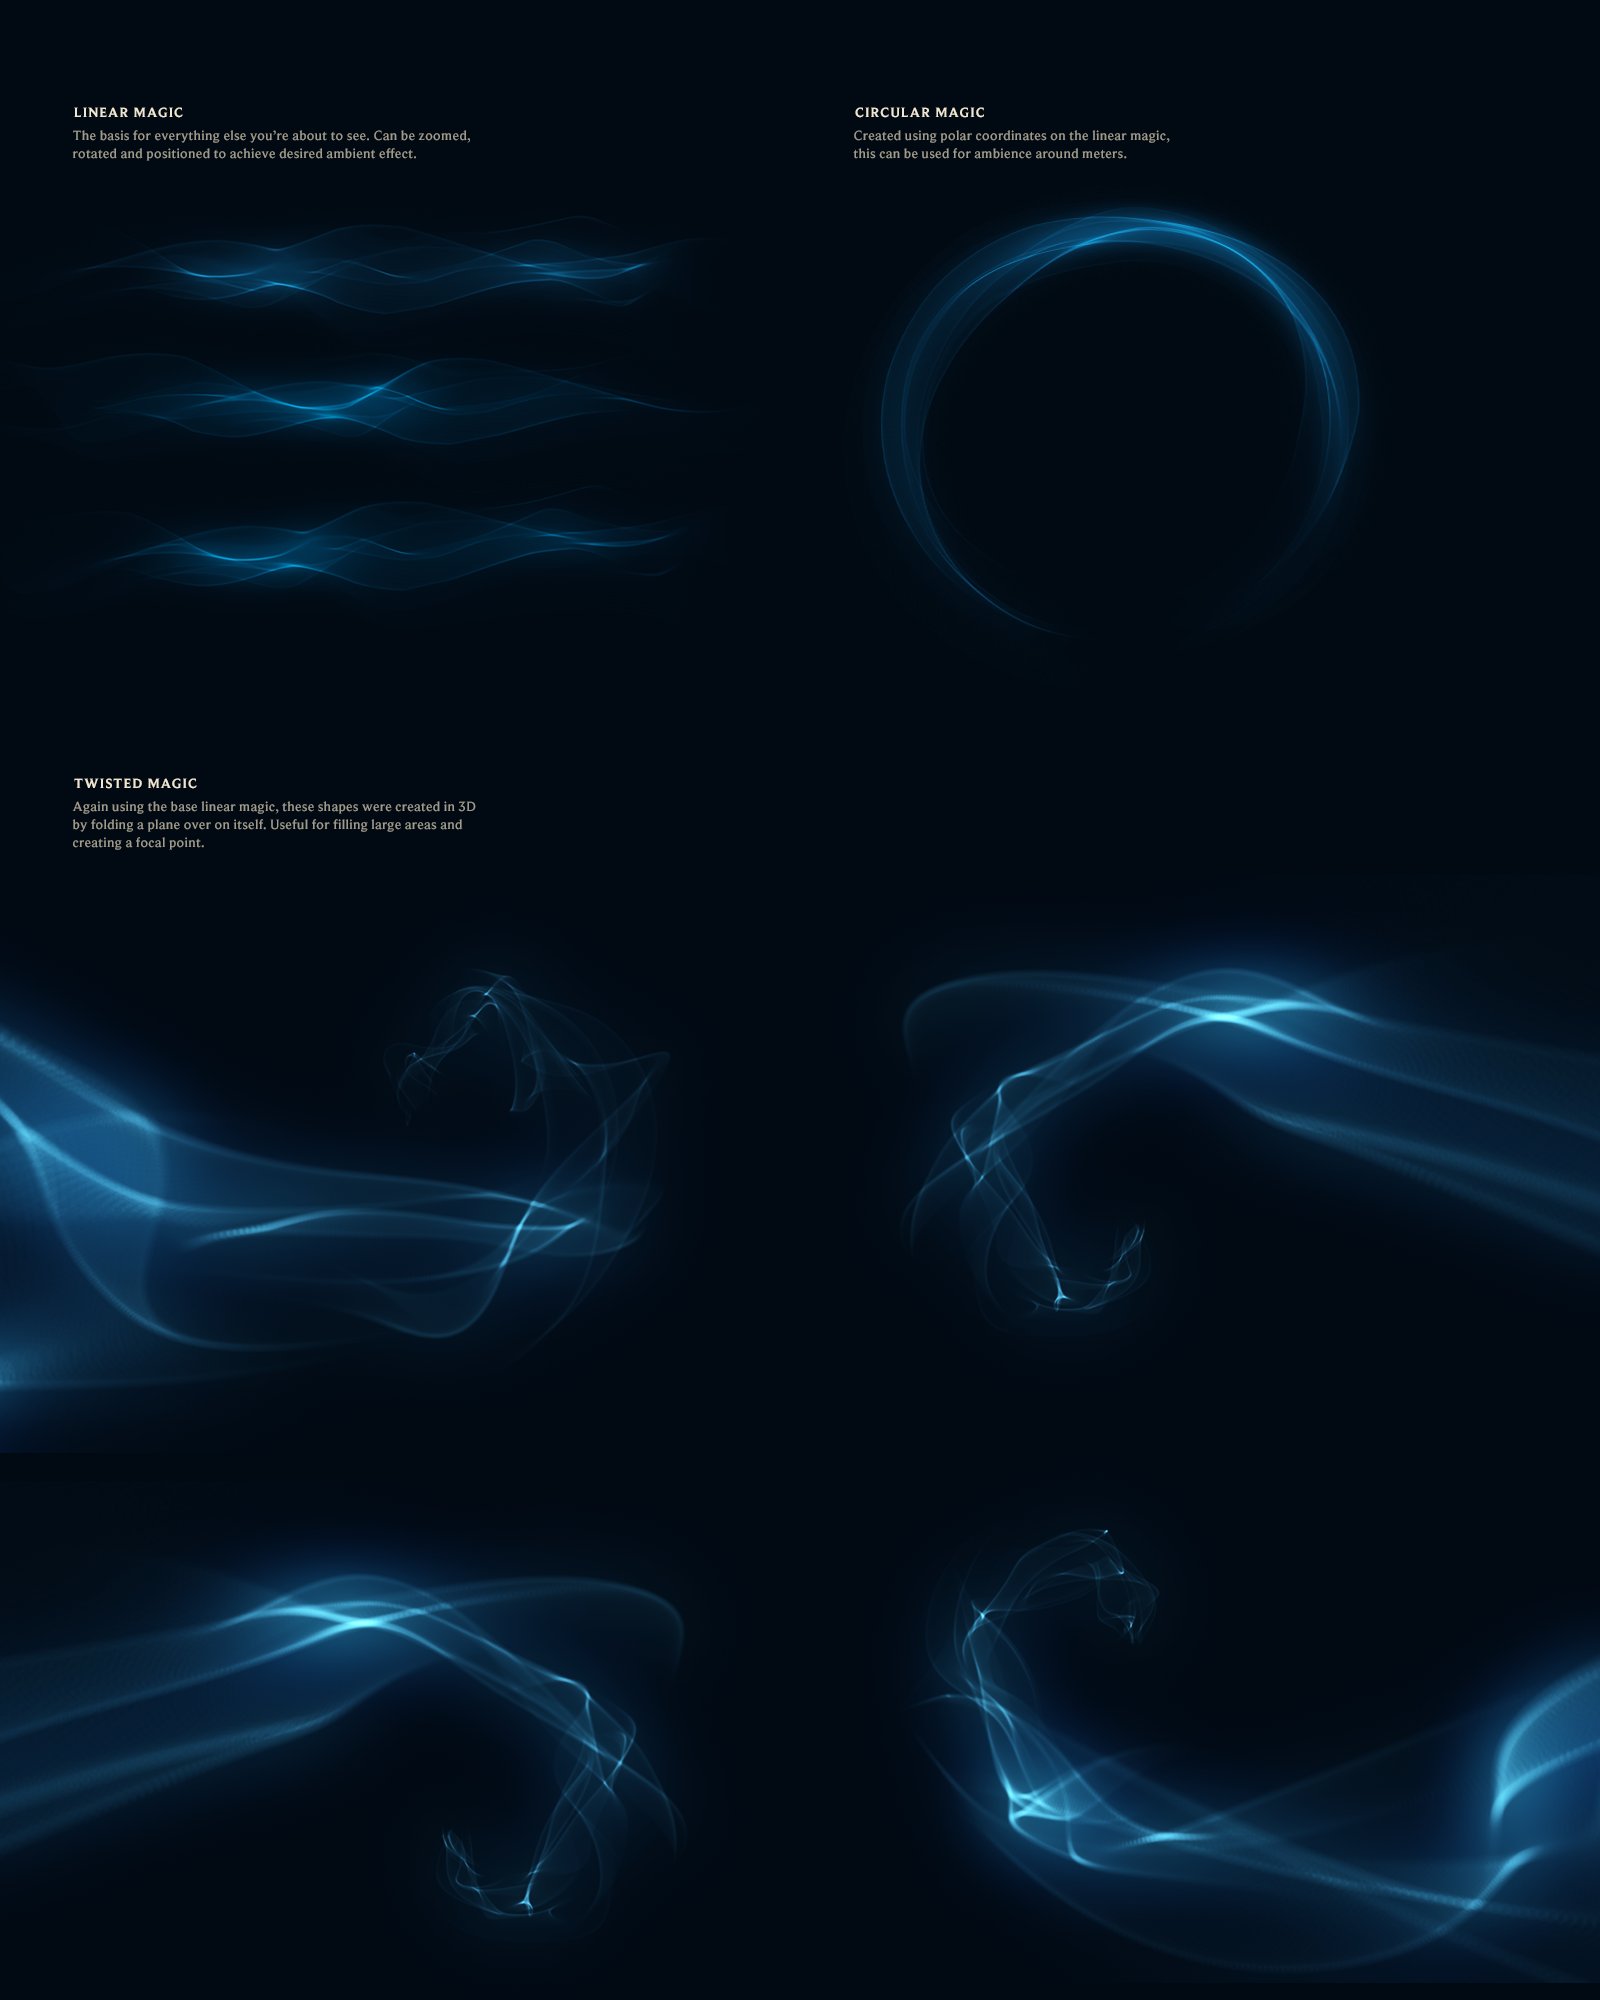 LINEAR MAGIC
The basis for everything else you’re about to see. Can be zoomed,
rotated and positioned to achieve desired ambient effect.
CIRCULAR MAGIC
Created using polar coordinates on the linear magic,
this can be used for ambience around meters.
TWISTED MAGIC
Again using the base linear magic, these shapes were created in 3D
by folding a plane over on itself. Useful for filling large areas and
creating a focal point.